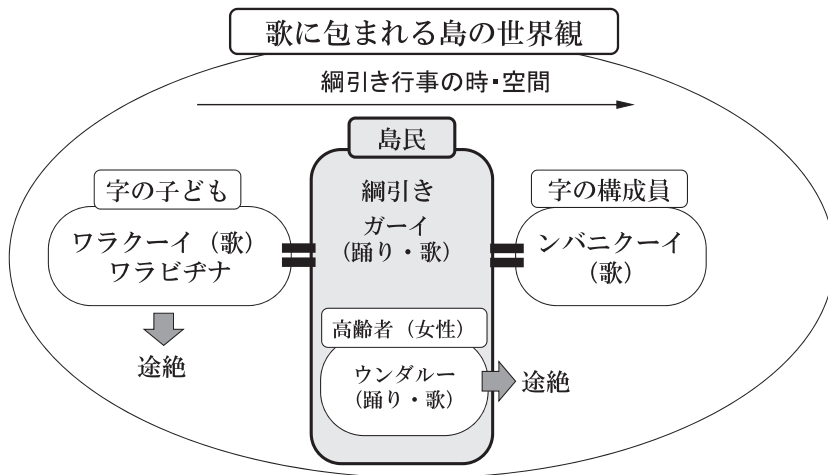 歌に包まれる島の世界観
綱引き行事の時・空間
島民
字の子ども
ワラクーイ（歌）
ワラビヂナ
途絶
綱引き
ガーイ
（踊り・歌）
高齢者（女性）
ウンダルー
（踊り・歌）
途絶
字の構成員
ンバニクーイ
（歌）